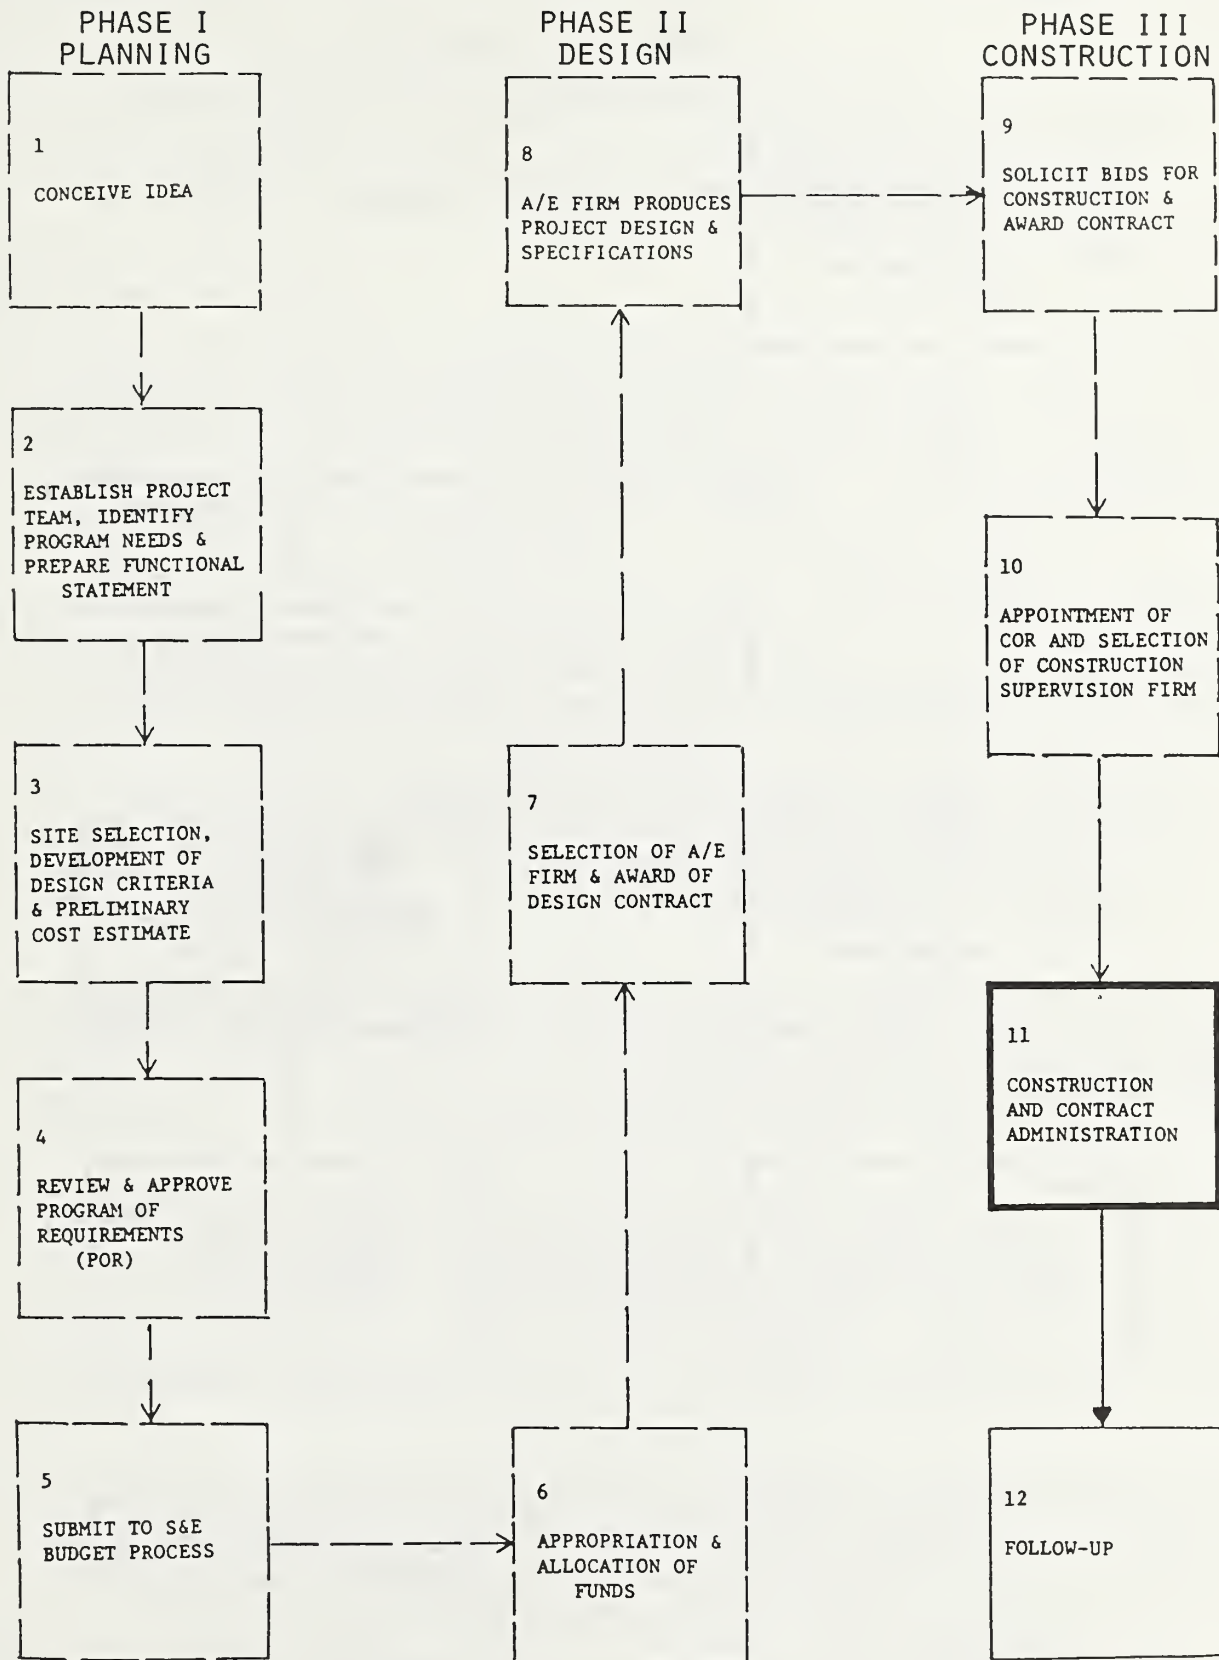 PHASE I
PLANNING
1
CONCEIVE IDEA
2
ESTABLISH PROJECT
TEAM, IDENTIFY
PROGRAM NEEDS &
PREPARE FUNCTIONAL
STATEMENT
3
SITE SELECTION,
DEVELOPMENT OF
DESIGN CRITERIA
& PRELIMINARY
COST ESTIMATE
4
REVIEW & APPROVE
PROGRAM OF
REQUIREMENTS
(POR)
5
SUBMIT TO S&E
BUDGET PROCESS
PHASE II
DESIGN
8
A/E FIRM PRODUCES
PROJECT DESIGN &
SPECIFICATIONS
7
SELECTION OF A/E
FIRM & AWARD OF
DESIGN CONTRACT
6
APPROPRIATION &
ALLOCATION OF
FUNDS
PHASE III
CONSTRUCTION
9
SOLICIT BIDS FOR
CONSTRUCTION &
AWARD CONTRACT
10
APPOINTMENT OF
COR AND SELECTION
OF CONSTRUCTION
SUPERVISION FIRM
11
CONSTRUCTION
AND CONTRACT
ADMINISTRATION
12
FOLLOW-UP